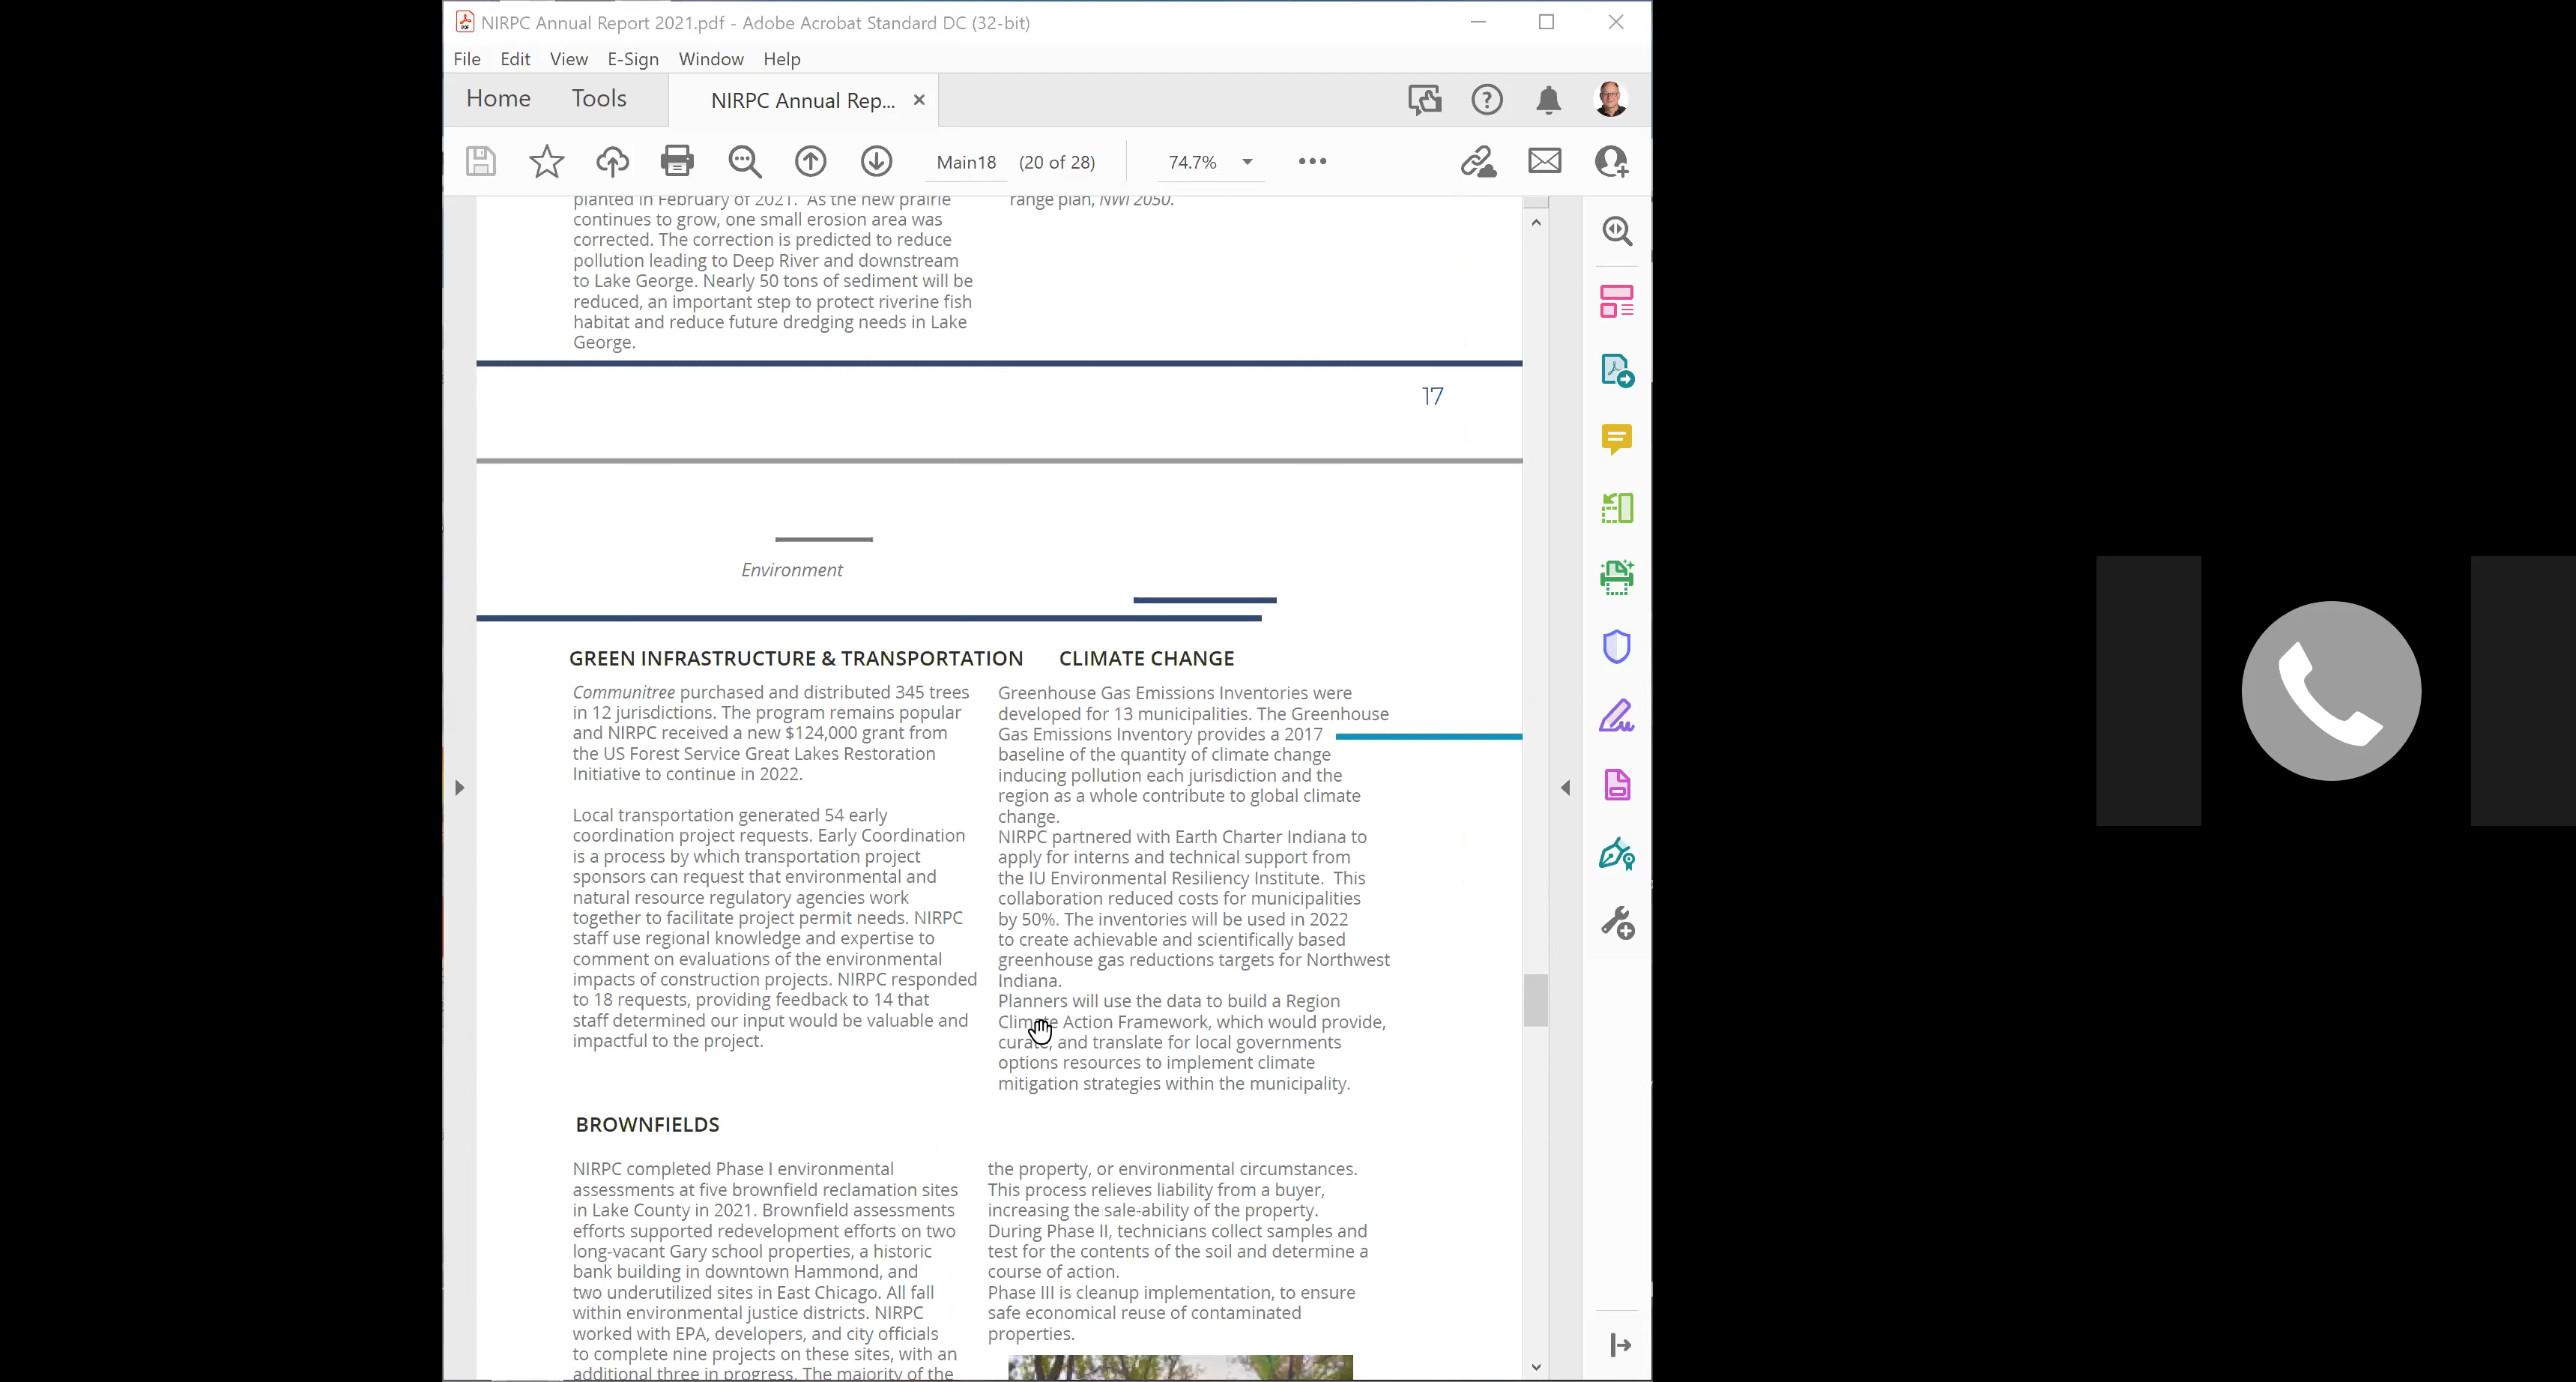 NIRPC Annual Report 2021.pdf - Adobe Acrobat Standard DC (32-bit)
File Edit View E-Sign Window Help
Home Tools NIRPC Annual Rep...
Main18 (20 of 28) 74.7%
planted in February of 2021. As the new prairie
continues to grow, one small erosion area was
corrected. The correction is predicted to reduce
pollution leading to Deep River and downstream
to Lake George. Nearly 50 tons of sediment will be
reduced, an important step to protect riverine fish
habitat and reduce future dredging needs in Lake
George.
range plan, NWI 2050.
17
Environment
GREEN INFRASTRUCTURE & TRANSPORTATION
Communitree purchased and distributed 345 trees
in 12 jurisdictions. The program remains popular
and NIRPC received a new $124,000 grant from
the US Forest Service Great Lakes Restoration
Initiative to continue in 2022.
Local transportation generated 54 early
coordination project requests. Early Coordination
is a process by which transportation project
sponsors can request that environmental and
natural resource regulatory agencies work
together to facilitate project permit needs. NIRPC
staff use regional knowledge and expertise to
comment on evaluations of the environmental
impacts of construction projects. NIRPC responded
to 18 requests, providing feedback to 14 that
staff determined our input would be valuable and
impactful to the project.
CLIMATE CHANGE
Greenhouse Gas Emissions Inventories were
developed for 13 municipalities. The Greenhouse
Gas Emissions Inventory provides a 2017
baseline of the quantity of climate change
inducing pollution each jurisdiction and the
region as a whole contribute to global climate
change.
NIRPC partnered with Earth Charter Indiana to
apply for interns and technical support from
the IU Environmental Resiliency Institute. This
collaboration reduced costs for municipalities
by 50%. The inventories will be used in 2022
to create achievable and scientifically based
greenhouse gas reductions targets for Northwest
Indiana.
Planners will use the data to build a Region
Climate Action Framework, which would provide,
curate, and translate for local governments
options resources to implement climate
mitigation strategies within the municipality.
BROWNFIELDS
NIRPC completed Phase I environmental
assessments at five brownfield reclamation sites
in Lake County in 2021. Brownfield assessments
efforts supported redevelopment efforts on two
long-vacant Gary school properties, a historic
bank building in downtown Hammond, and
two underutilized sites in East Chicago. All fall
within environmental justice districts. NIRPC
worked with EPA, developers, and city officials
to complete nine projects on these sites, with an
additional three in progress. The majority of the
the property, or environmental circumstances.
This process relieves liability from a buyer,
increasing the sale-ability of the property.
During Phase II, technicians collect samples and
test for the contents of the soil and determine a
course of action.
Phase III is cleanup implementation, to ensure
safe economical reuse of contaminated
properties.